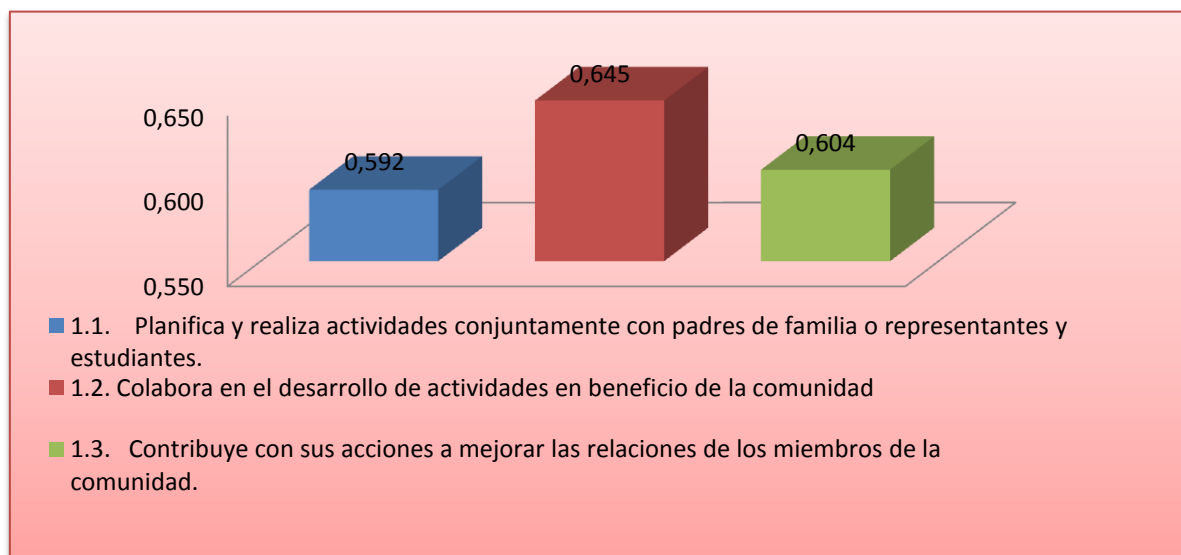 0,645
0,650
0,592
0,604
0,600
0,550
1.1. Planifica y realiza actividades conjuntamente con padres de familia o representantes y
estudiantes.
1.2. Colabora en el desarrollo de actividades en beneficio de la comunidad
1.3. Contribuye con sus acciones a mejorar las relaciones de los miembros de la
comunidad.